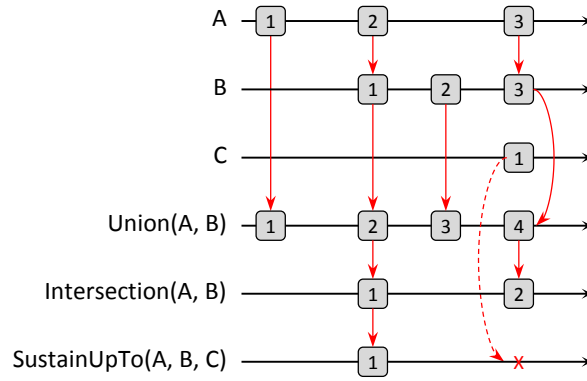 A 1 2 3
B 1 2 3
C 1
Union(A, B) 1 2 3 4
Intersection(A, B) 1 2
SustainUpTo(A, B, C) 1 x